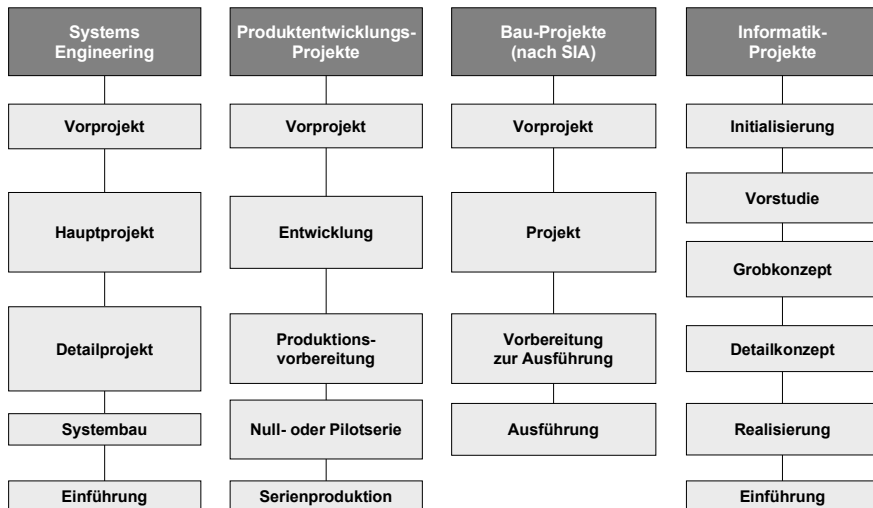 Systems
Engineering
Vorprojekt
Hauptprojekt
Detailprojekt
Systembau
Einführung
Produktentwicklungs-
Projekte
Vorprojekt
Entwicklung
Produktions-
vorbereitung
Null- oder Pilotserie
Serienproduktion
Bau-Projekte
(nach SIA)
Vorprojekt
Projekt
Vorbereitung
zur Ausführung
Ausführung
Informatik-
Projekte
Initialisierung
Vorstudie
Grobkonzept
Detailkonzept
Realisierung
Einführung